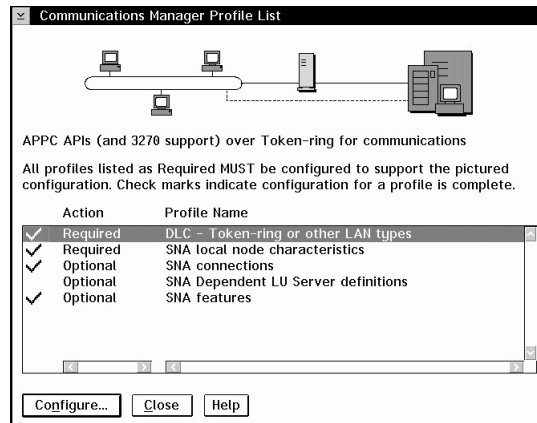 Communications Manager Profile List
APPC APIs (and 3270 support) over Token-ring for communications
All profiles listed as Required MUST be configured to support the pictured
configuration. Check marks indicate configuration for a profile is complete.
Action Profile Name
Required DLC - Token-ring or other LAN types
Required SNA local node characteristics
Optional SNA connections
Optional SNA Dependent LU Server definitions
Optional SNA features
Configure... Close Help